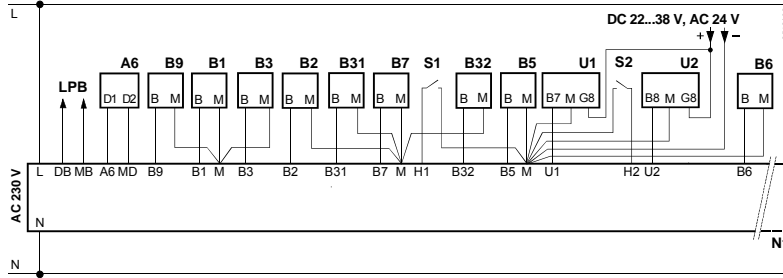 L
DC 22...38 V, AC 24 V
+ –
A6 B9 B1 B3 B2 B31 B7 S1 B32 B5 U1 S2 U2 B6
LPB
D1 D2 B M B M B M B M B M B M B M B M B7 M G8 B8 M G8 B M
L DB MB A6 MD B9 B1 M B3 B2 B31 B7 M H1 B32 B5 M U1 H2 U2 B6
AC 230 V
N
N